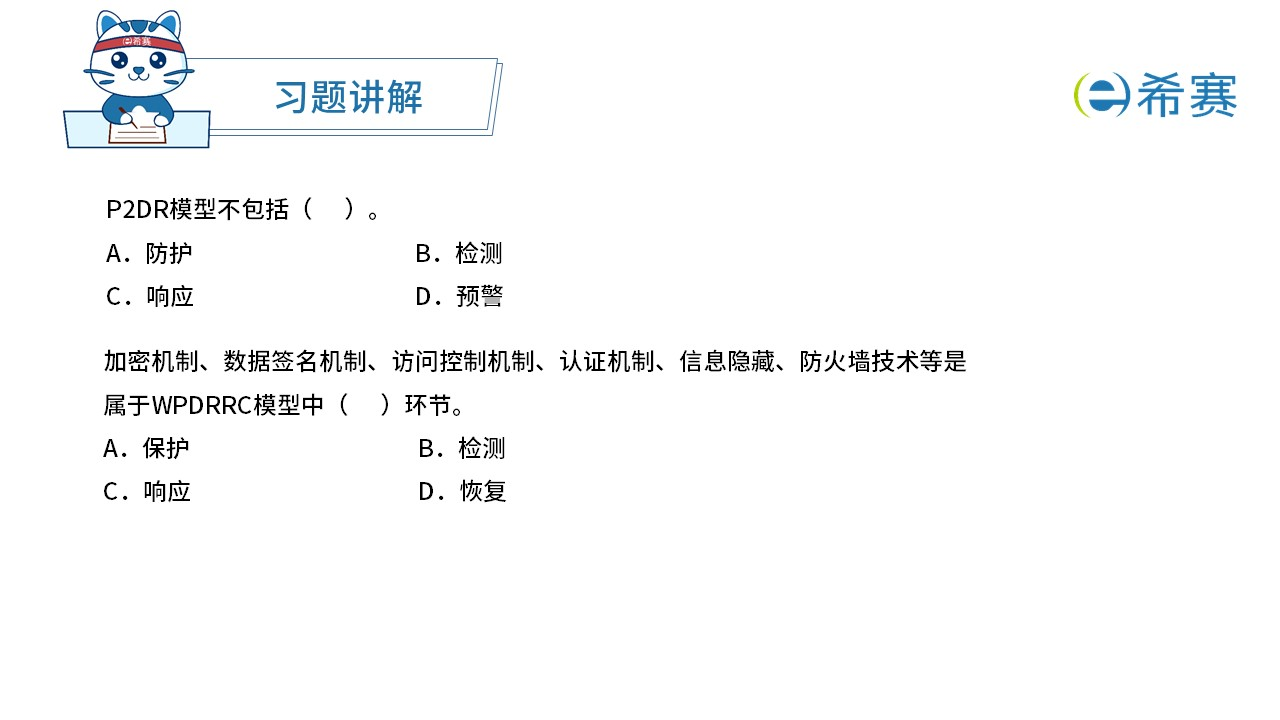 希赛
习题讲解
希赛
P2DR模型不包括（　）。
A．防护　B．检测
C．响应　D．预警
加密机制、数据签名机制、访问控制机制、认证机制、信息隐藏、防火墙技术等是
属于WPDRRC模型中（　）环节。
A．保护　B．检测
C．响应　D．恢复